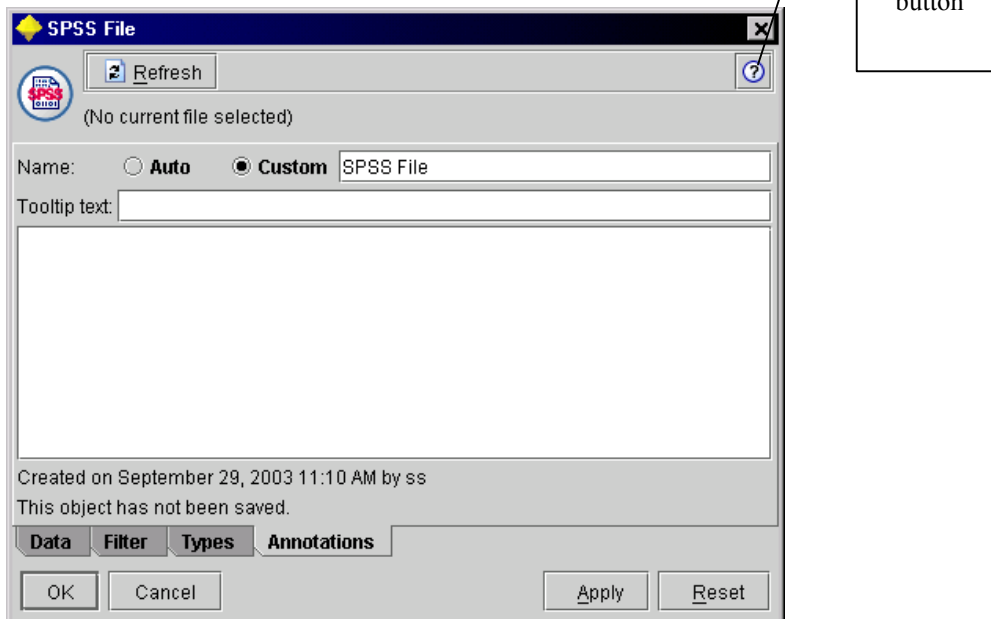 button
SPSS File
Refresh
(No current file selected)
Name: Auto Custom SPSS File
Tooltip text:
Created on September 29, 2003 11:10 AM by ss
This object has not been saved.
Data Filter Types Annotations
OK Cancel Apply Reset